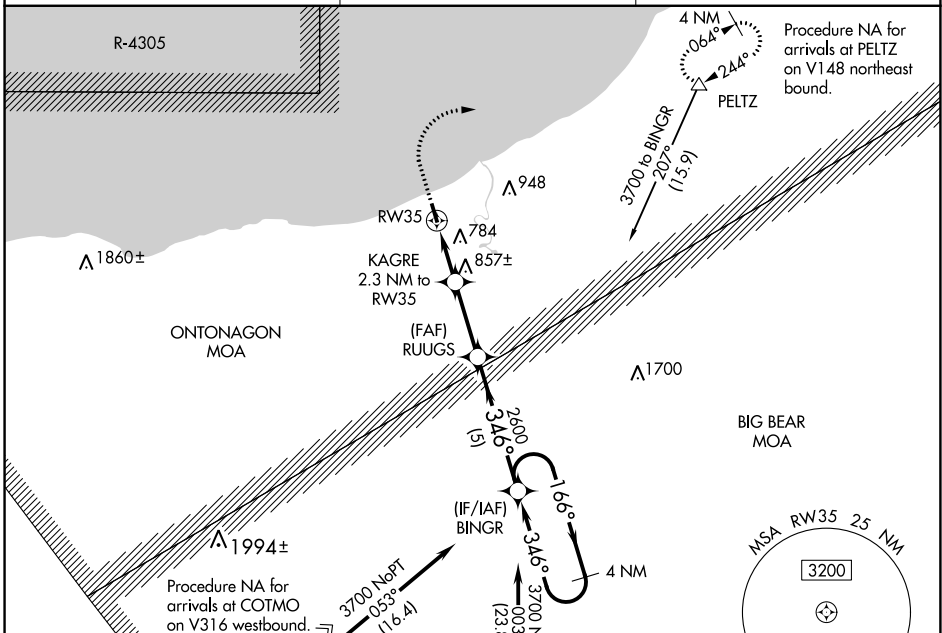 R-4305
4 NM
064°
244°
Procedure NA for
arrivals at PELTZ
on V148 northeast
bound.
PELTZ
3700 to BINGR
207°
(15.9)
948
RW35
784
1860±
KAGRE
2.3 NM to
RW35
857±
ONTONAGON
MOA
(FAF)
RUUGS
1700
2600
346°
(5)
BIG BEAR
MOA
166°
(IF/IAF)
BINGR
346°
4 NM
1994±
MSA RW35 25 NM
3200
Procedure NA for
arrivals at COTMO
on V316 westbound.
3700 NoPT
053°
(16.4)
3700
003
(23.